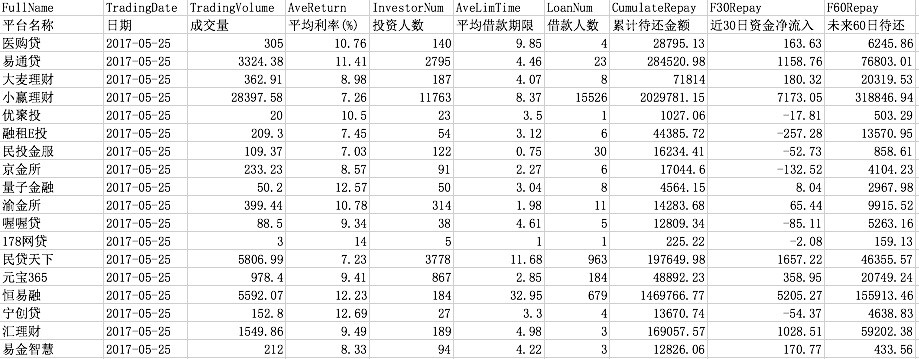 FullName TradingDate TradingVolume AveReturn InvestorNum AveLimTime LoanNum CumulateRepay F30Repay F60Repay
平台名称 日期 成交量 平均利率(%) 投资人数 平均借款期限 借款人数 累计待还金额 近30日资金净流入 未来60日待还
医购贷 2017-05-25 305 10.76 140 9.85 4 28795.13 163.63 6245.86
易通贷 2017-05-25 3324.38 11.41 2795 4.46 23 284520.98 1158.76 76803.01
大麦理财 2017-05-25 362.91 8.98 187 4.07 8 71814 180.32 20319.53
小赢理财 2017-05-25 28397.58 7.26 11763 8.37 15526 2029781.15 7173.05 318846.94
优聚投 2017-05-25 20 10.5 23 3.5 1 1027.06 -17.81 503.29
融租E投 2017-05-25 209.3 7.45 54 3.12 6 44385.72 -257.28 13570.95
民投金服 2017-05-25 109.37 7.03 122 0.75 30 16234.41 -52.73 858.61
京金所 2017-05-25 233.23 8.57 91 2.27 6 17044.6 -132.52 4104.23
量子金融 2017-05-25 50.2 12.57 50 3.04 8 4564.15 8.04 2967.98
渝金所 2017-05-25 399.44 10.78 314 1.98 11 14283.68 65.44 9915.52
喔喔贷 2017-05-25 88.5 9.34 38 4.61 5 12809.34 -85.11 5263.16
178网贷 2017-05-25 3 14 5 1 1 225.22 -2.08 159.13
民贷天下 2017-05-25 5806.99 7.23 3778 11.68 963 197649.98 1657.22 46355.57
元宝365 2017-05-25 978.4 9.41 867 2.85 184 48892.23 358.95 20749.24
恒易融 2017-05-25 5592.07 12.23 184 32.95 679 1469766.77 5205.27 155913.46
宁创贷 2017-05-25 152.8 12.69 27 3.3 4 13670.74 -54.37 4638.83
汇理财 2017-05-25 1549.86 9.49 189 4.98 3 169057.57 1028.51 59202.38
易金智慧 2017-05-25 212 8.33 94 4.22 3 12826.06 170.77 433.56